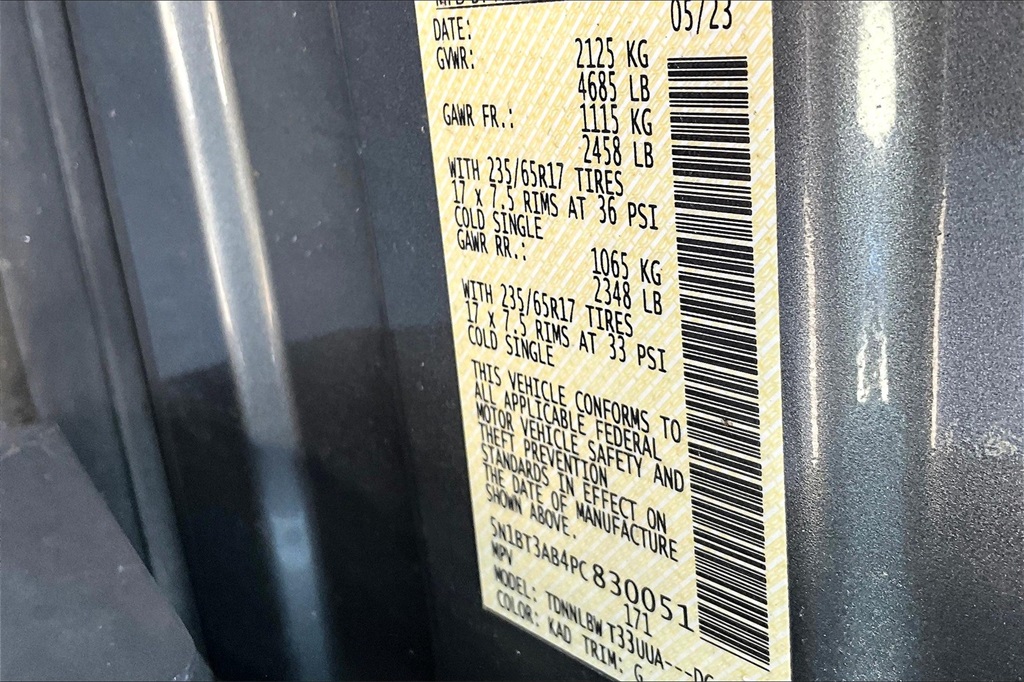 DATE: 05/23
GVWR: 2125 KG
4685 LB
GAWR FR.: 1115 KG
2458 LB
WITH 235/65R17 TIRES
17 X 7.5 RIMS AT 36 PSI
COLD SINGLE
GAWR RR.: 1065 KG
2348 LB
WITH 235/65R17 TIRES
17 X 7.5 RIMS AT 33 PSI
COLD SINGLE
THIS VEHICLE CONFORMS TO
ALL APPLICABLE FEDERAL
MOTOR VEHICLE SAFETY AND
THEFT PREVENTION
STANDARDS IN EFFECT ON
THE DATE OF MANUFACTURE
SHOWN ABOVE.
5N1BT3AB4PC830051
MPV 171
MODEL: TDNNLBWT33UUA---DG
COLOR: KAD TRIM: G